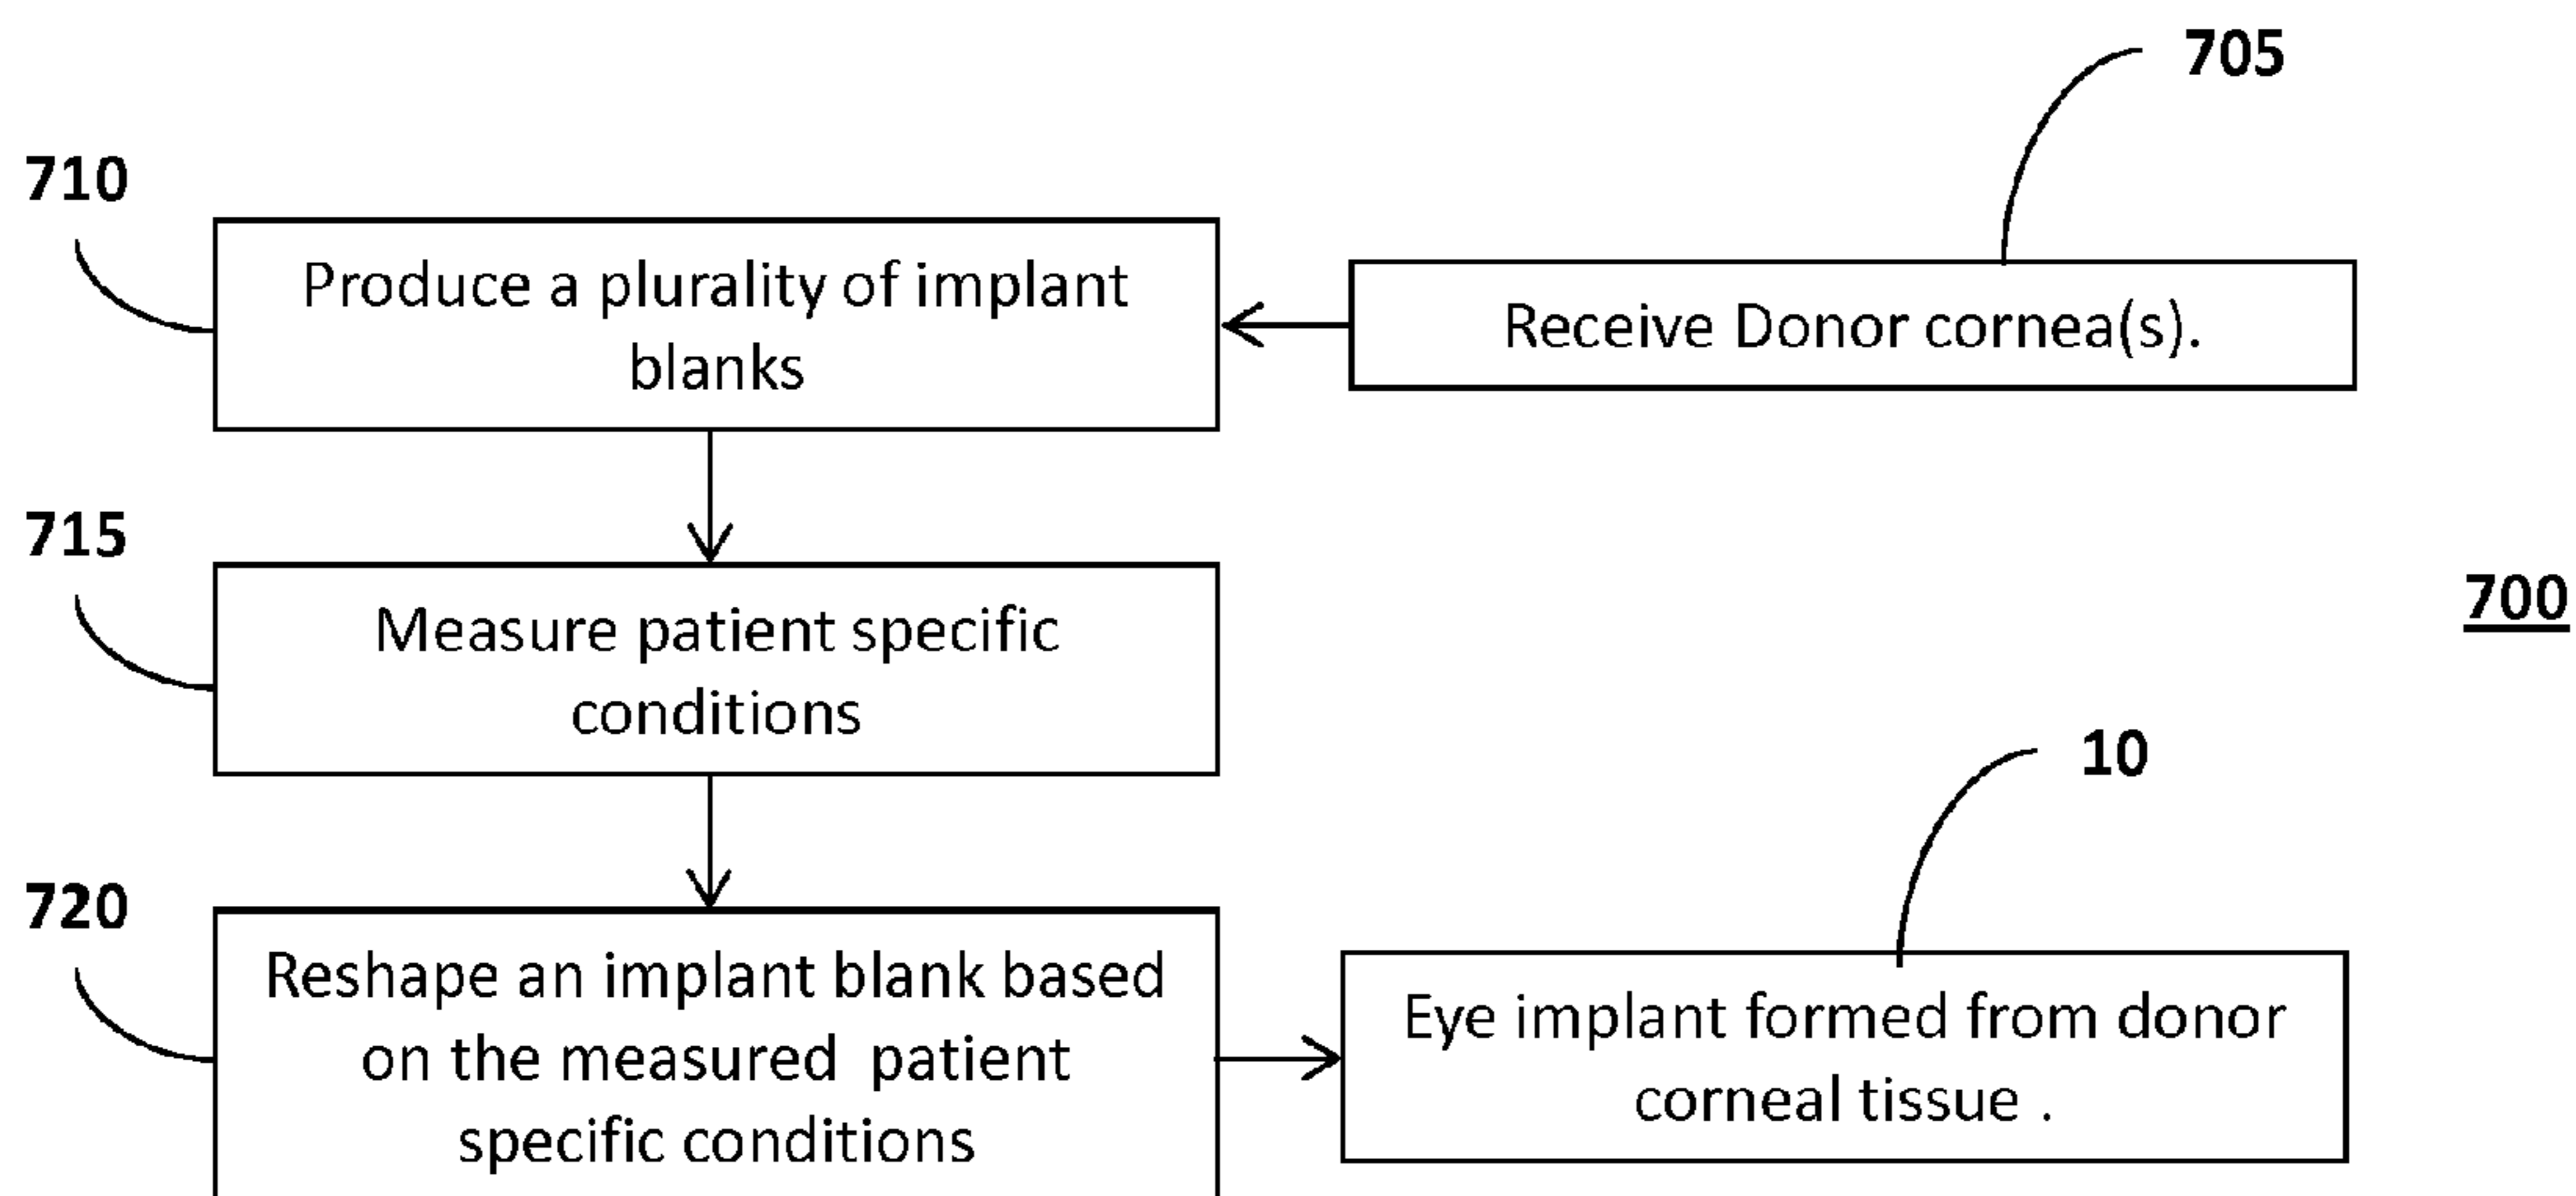 705
710
Produce a plurality of implant
blanks
Receive Donor cornea(s).
715
Measure patient specific
conditions
700
10
720
Reshape an implant blank based
on the measured patient
specific conditions
Eye implant formed from donor
corneal tissue .